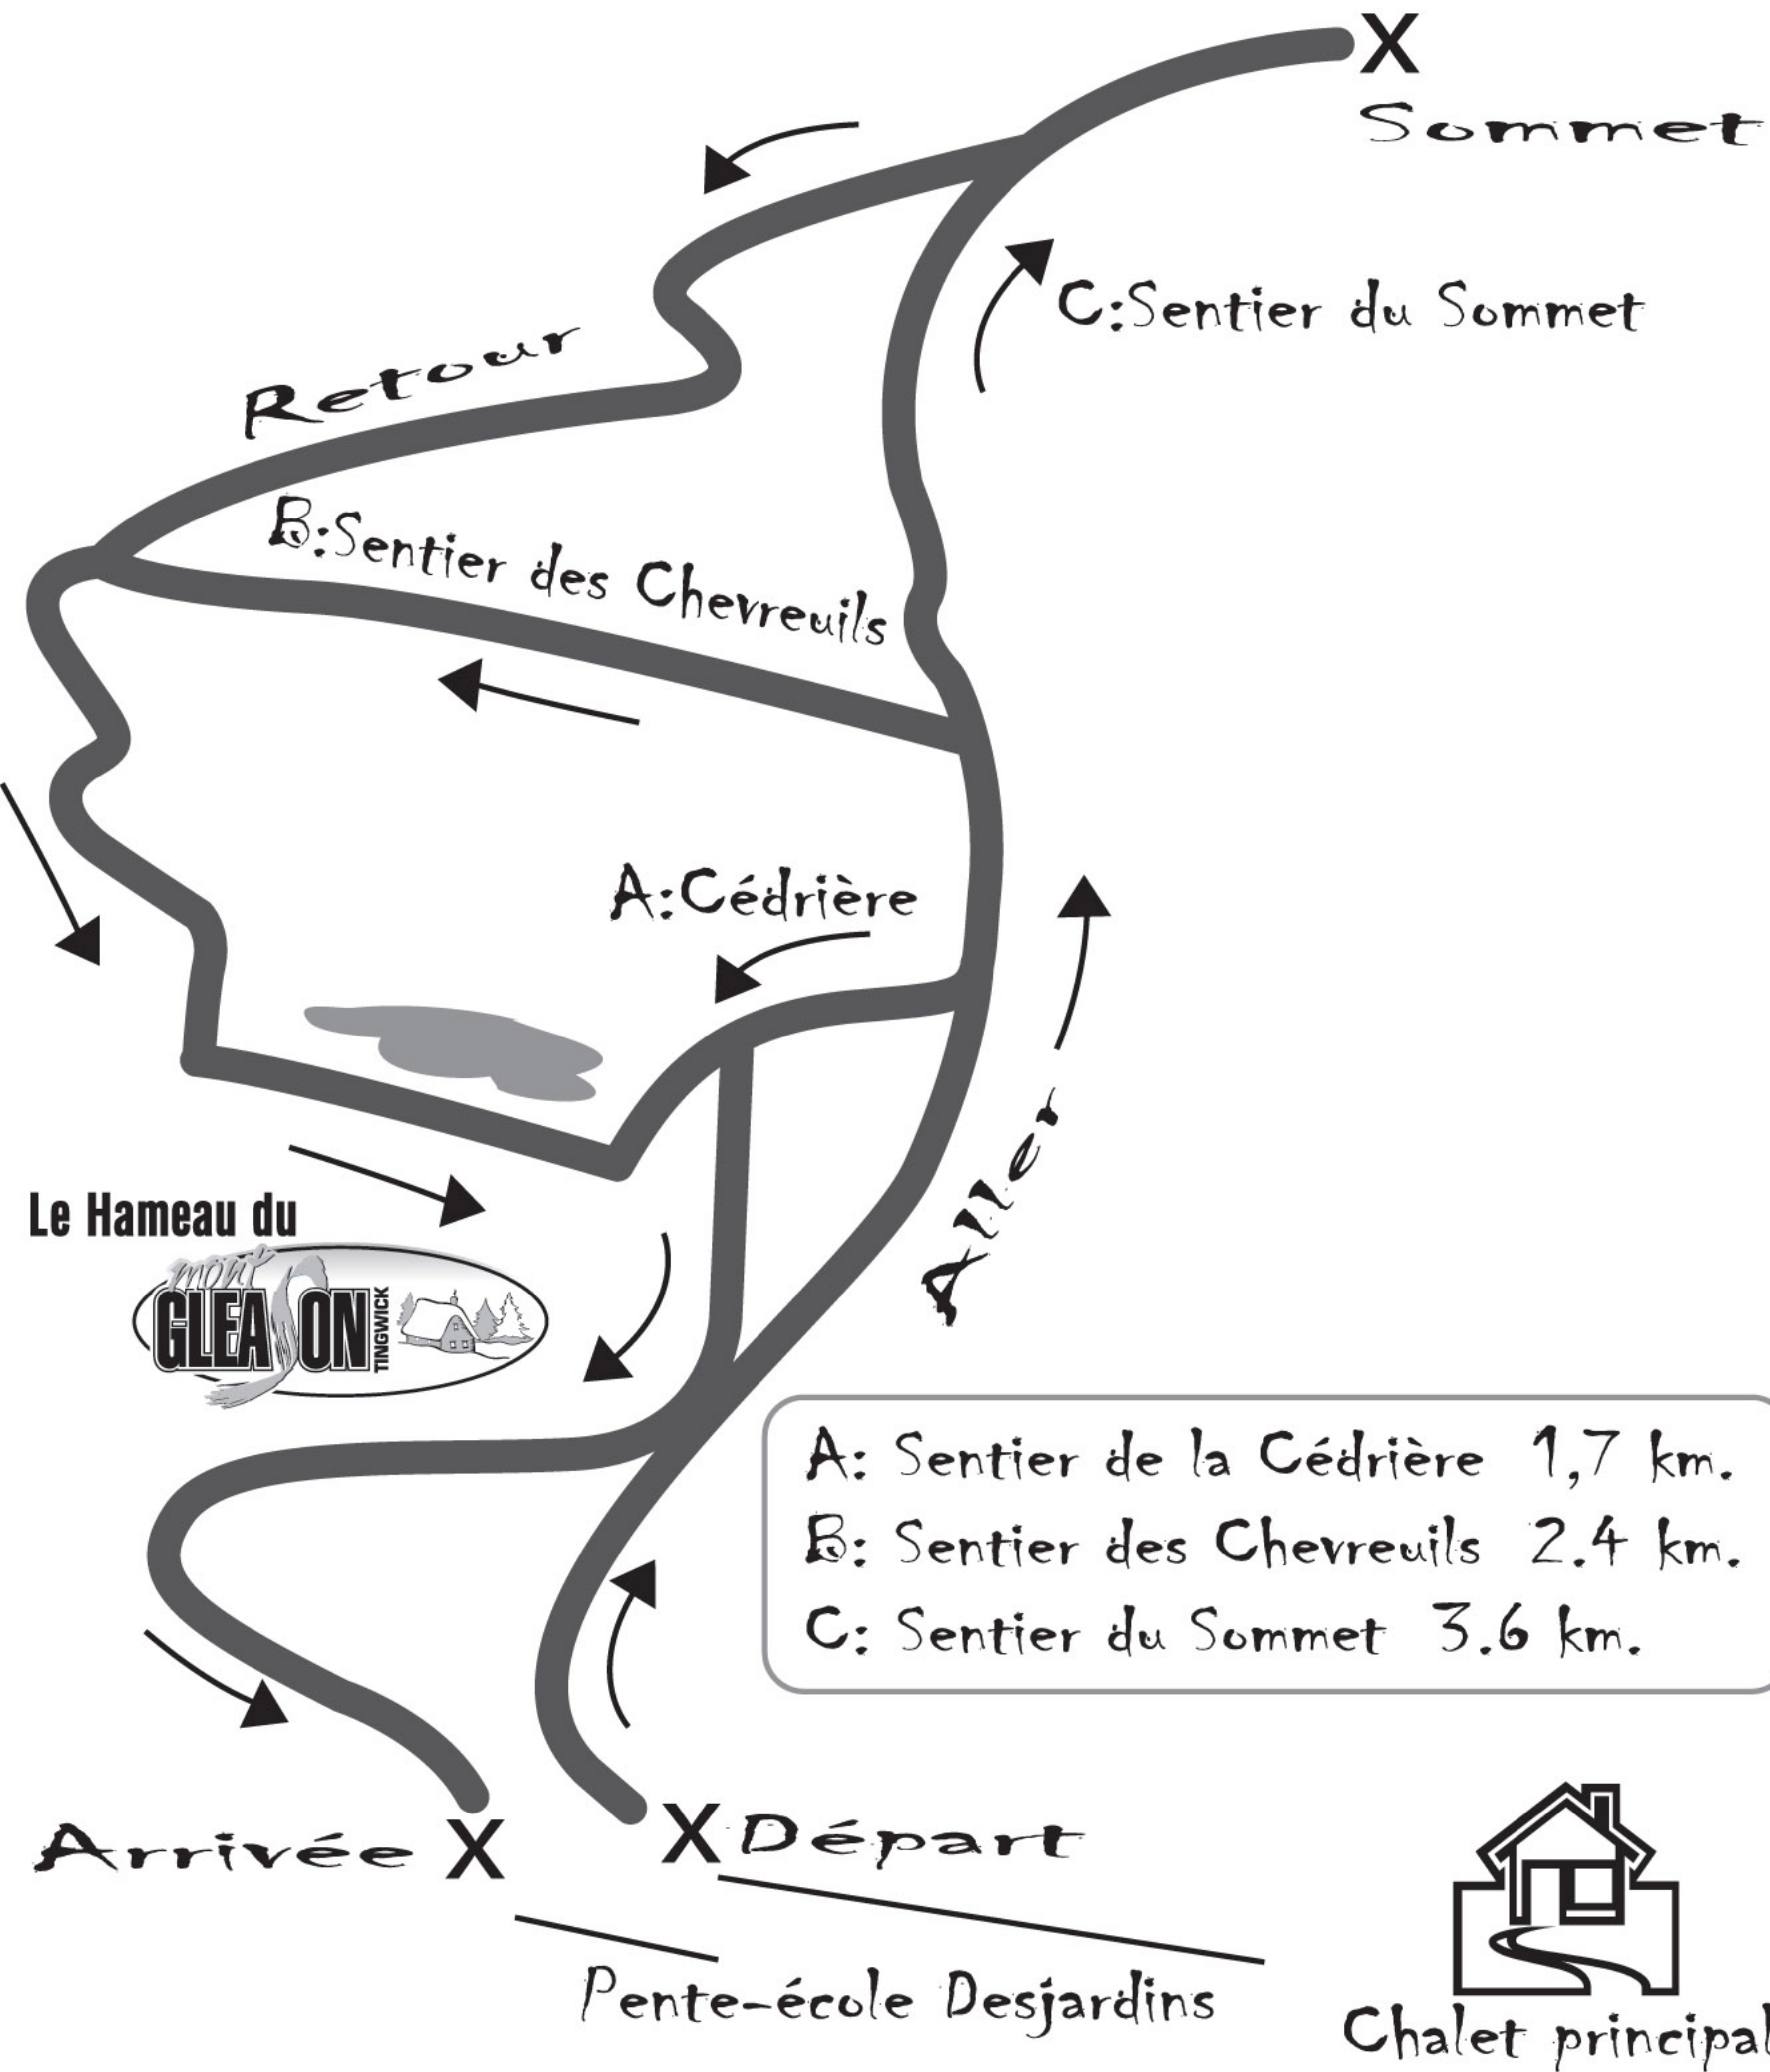 X
Sommet
C:Sentier du Sommet
Retour
B:Sentier des Chevreuils
A:Cédrière
Aller
Le Hameau du
mont
GLEASON
TINGWICK
A: Sentier de la Cédrière 1,7 km.
B: Sentier des Chevreuils 2.4 km.
C: Sentier du Sommet 3.6 km.
Arrivée X
X Départ
Pente-école Desjardins
Chalet principal